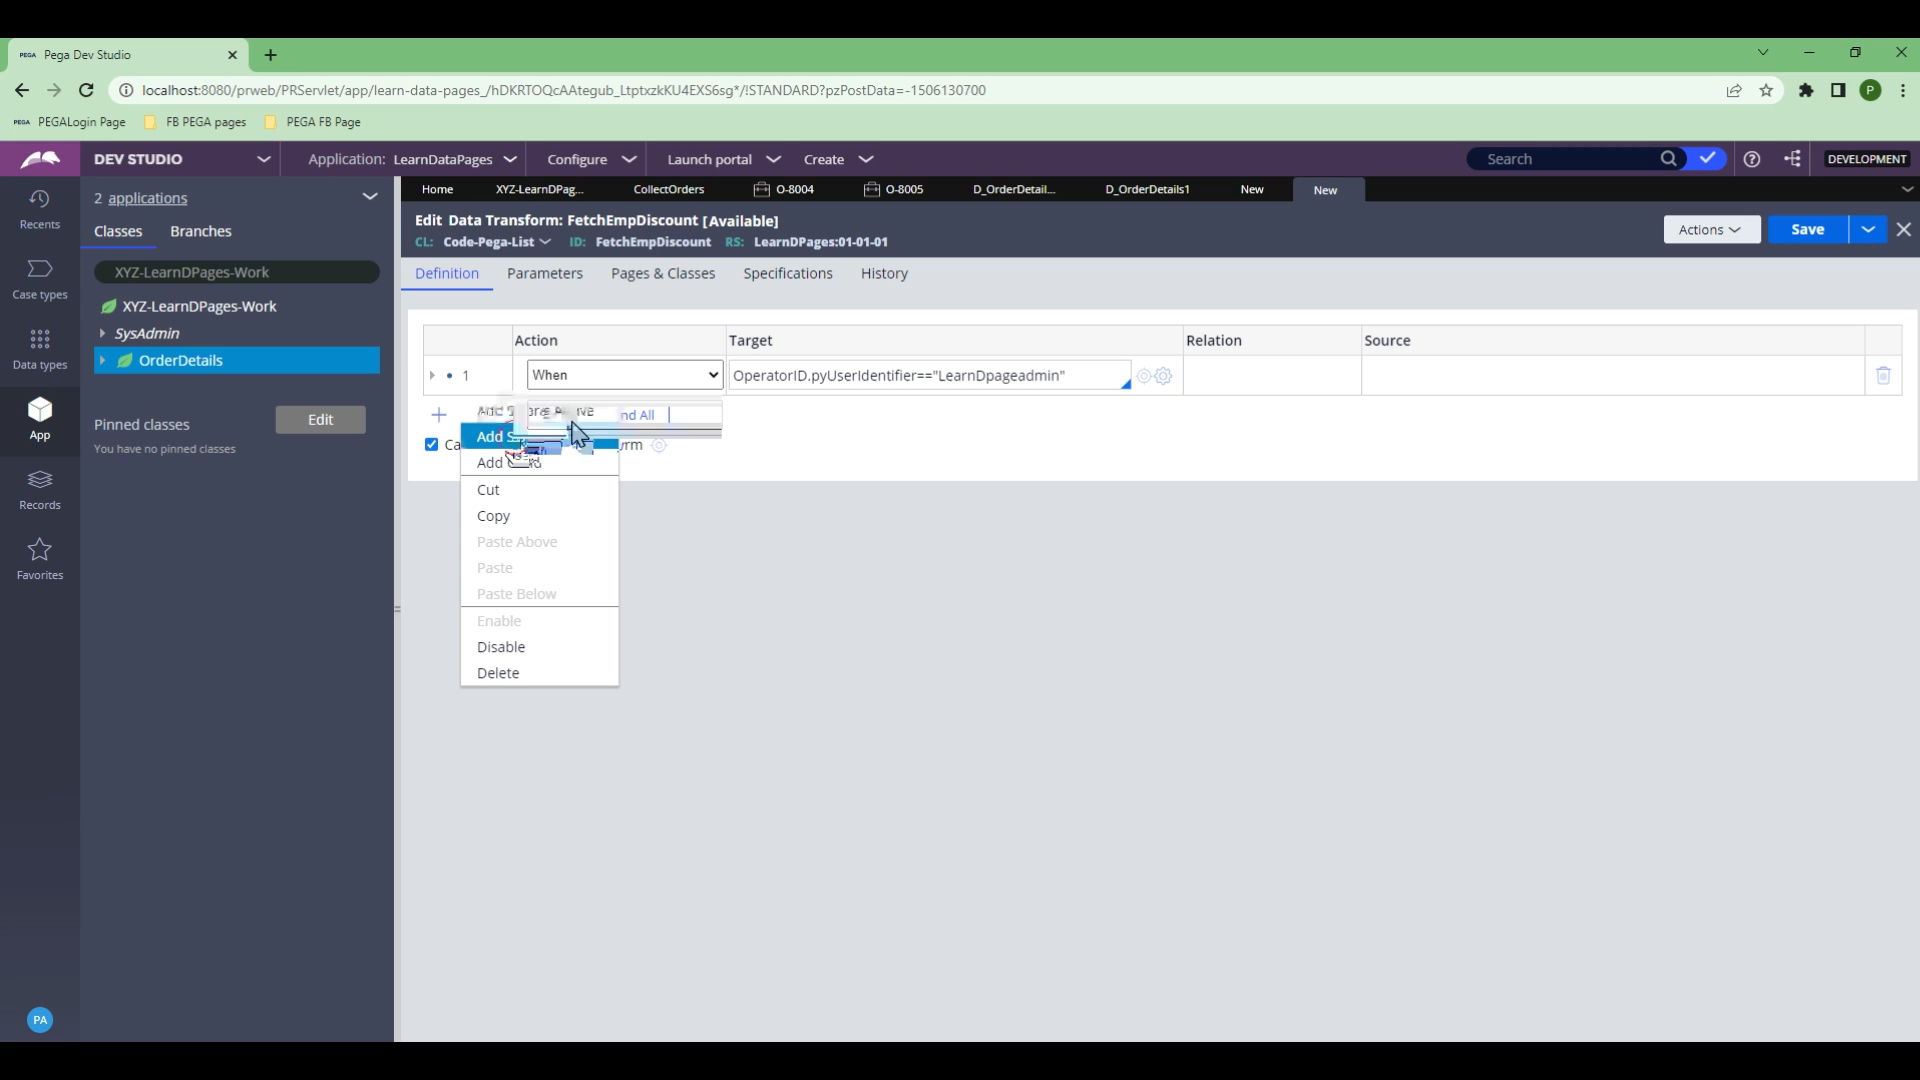 PEGA Pega Dev Studio
localhost:8080/prweb/PRServlet/app/learn-data-pages_/hDKRTOQcAAtegub_LtptxzkKU4EXS6sg*/!STANDARD?pzPostData=-1506130700
P
PEGA PEGALogin Page FB PEGA pages PEGA FB Page
DEV STUDIO Application: LearnDataPages Configure Launch portal Create Search DEVELOPMENT
Home XYZ-LearnDPag... CollectOrders O-8004 O-8005 D_OrderDetail... D_OrderDetails1 New New
Recents
Case types
Data types
App
Records
Favorites
PA
2 applications
Classes Branches
XYZ-LearnDPages-Work
XYZ-LearnDPages-Work
SysAdmin
OrderDetails
Pinned classes Edit
You have no pinned classes
Edit Data Transform: FetchEmpDiscount [Available]
CL: Code-Pega-List ID: FetchEmpDiscount RS: LearnDPages:01-01-01
Actions Save
Definition Parameters Pages & Classes Specifications History
Action Target Relation Source
1 When OperatorID.pyUserIdentifier=="LearnDpageadmin"
All
Add
Add
Cut
Copy
Paste Above
Paste
Paste Below
Enable
Disable
Delete